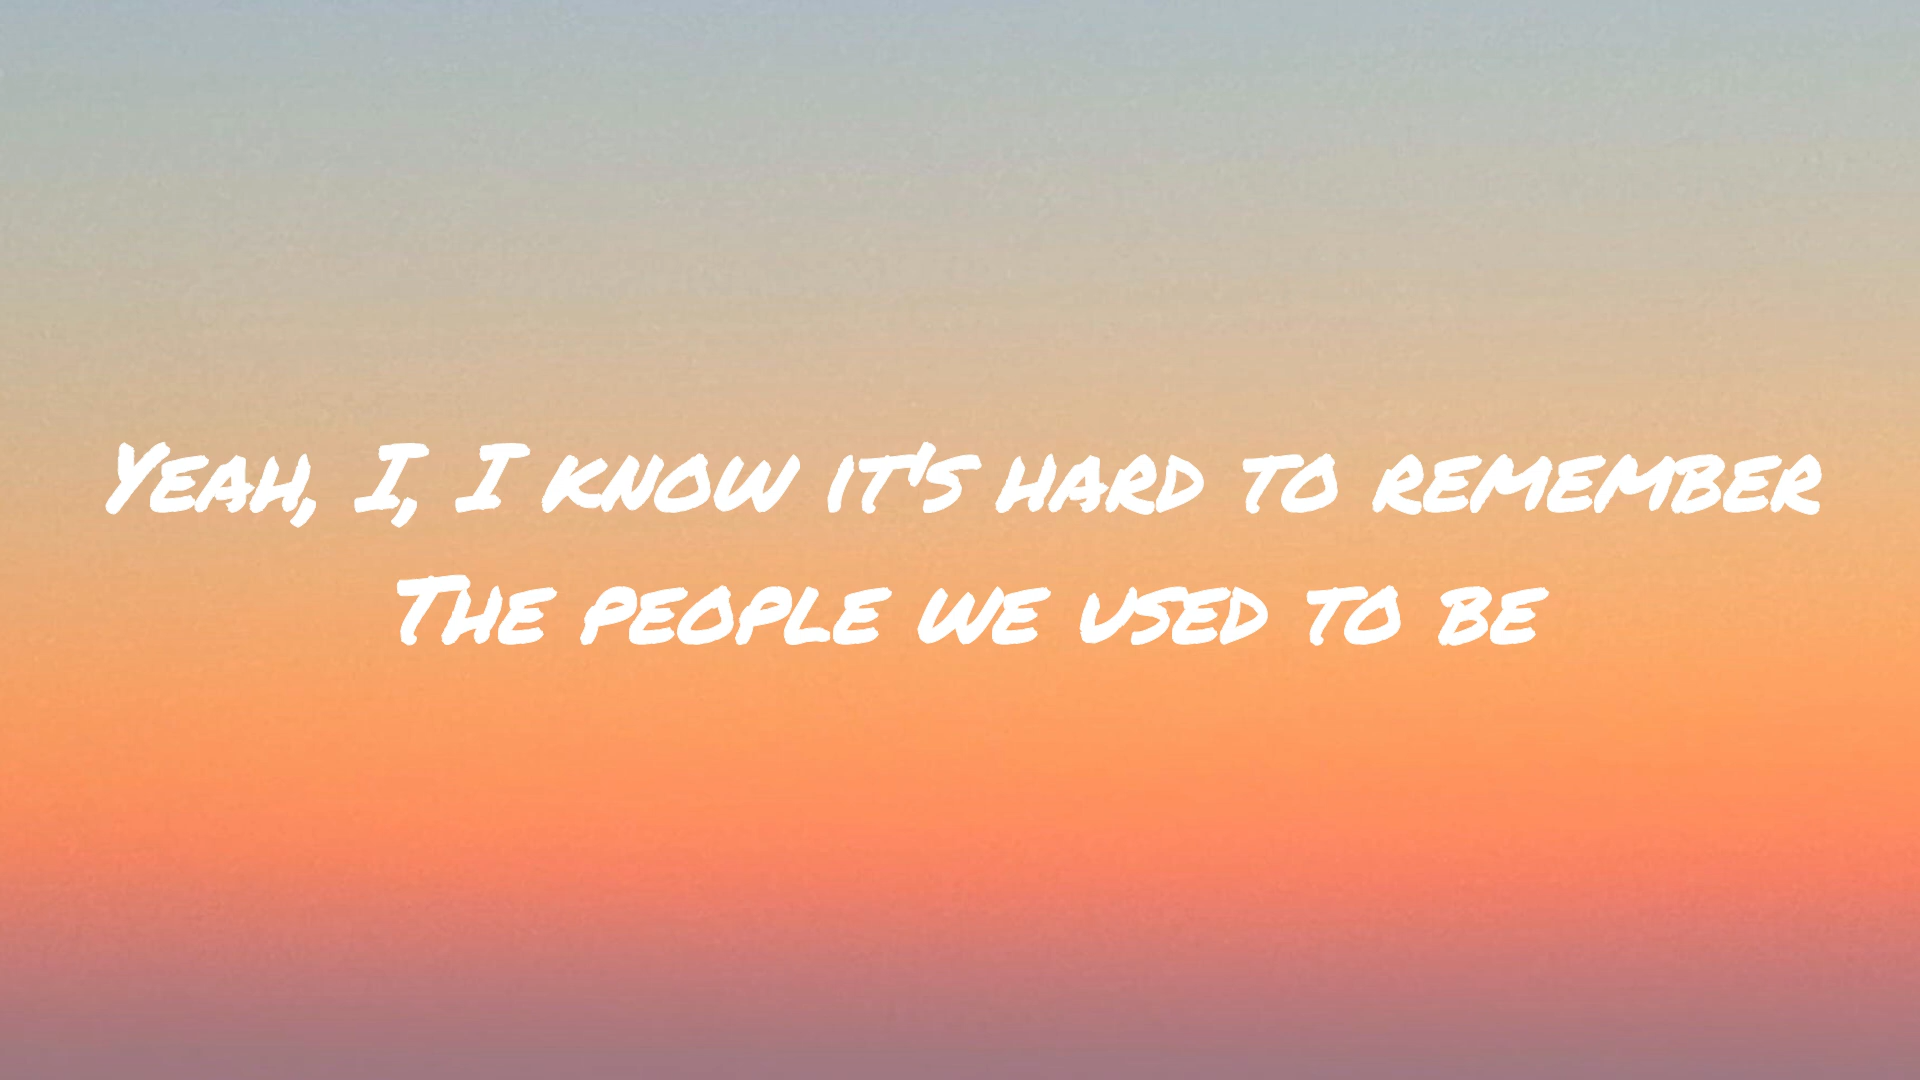 Yeah, I, I know it's hard to remember
The people we used to be